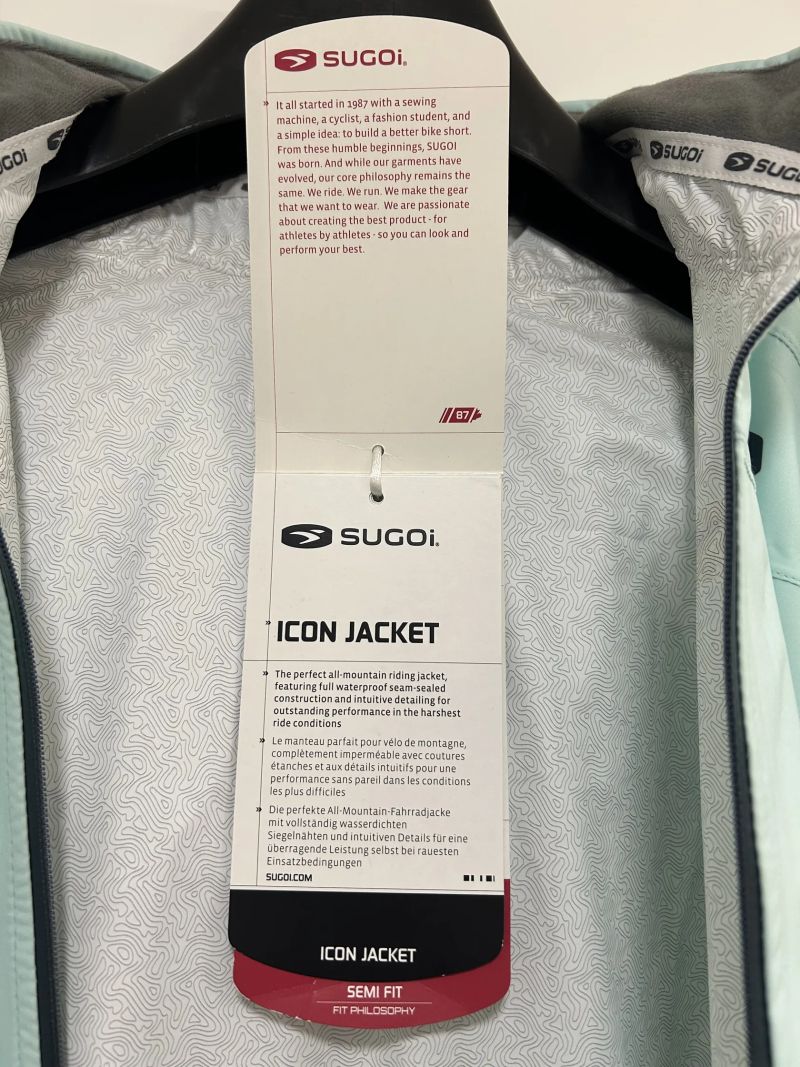 SUGOi
It all started in 1987 with a sewing
machine, a cyclist, a fashion student, and
a simple idea: to build a better bike short.
From these humble beginnings, SUGOI
was born. And while our garments have
evolved, our core philosophy remains the
same. We ride. We run. We make the gear
that we want to wear. We are passionate
about creating the best product - for
athletes by athletes - so you can look and
perform your best.
SUGOi
SUGOi
87
SUGOi
ICON JACKET
The perfect all-mountain riding jacket,
featuring full waterproof seam-sealed
construction and intuitive detailing for
outstanding performance in the harshest
ride conditions
Le manteau parfait pour vélo de montagne,
complètement imperméable avec coutures
étanches et aux détails intuitifs pour une
performance sans pareil dans les conditions
les plus difficiles
Die perfekte All-Mountain-Fahrradjacke
mit vollständig wasserdichten
Siegelnähten und intuitiven Details für eine
überragende Leistung selbst bei rauesten
Einsatzbedingungen
SUGOI.COM
ICON JACKET
SEMI FIT
FIT PHILOSOPHY